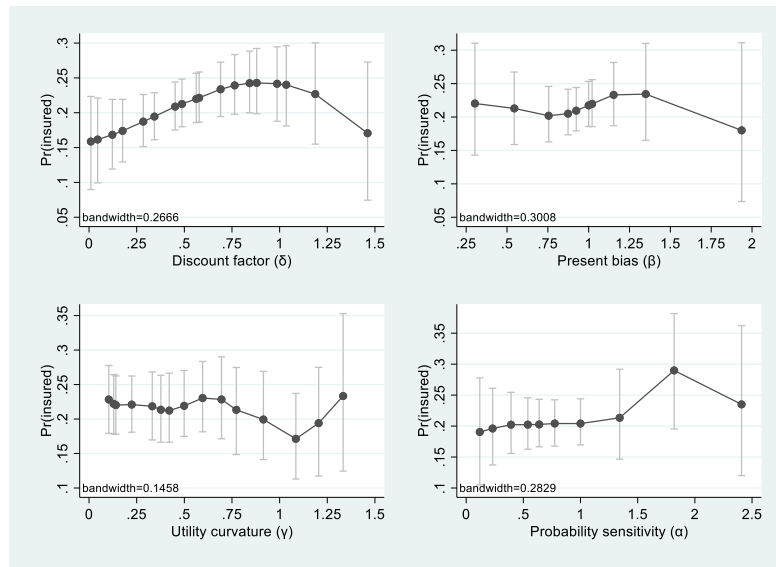 .3
.25
.2
.15
.1
.05
Pr(insured)
bandwidth=0.2666
0 .25 .5 .75 1 1.25 1.5
Discount factor (δ)
.3
.25
.2
.15
.1
.05
Pr(insured)
bandwidth=0.3008
.25 .5 .75 1 1.25 1.5 1.75 2
Present bias (β)
.35
.3
.25
.2
.15
.1
Pr(insured)
bandwidth=0.1458
0 .25 .5 .75 1 1.25 1.5
Utility curvature (γ)
.35
.3
.25
.2
.15
.1
Pr(insured)
bandwidth=0.2829
0 .5 1 1.5 2 2.5
Probability sensitivity (α)